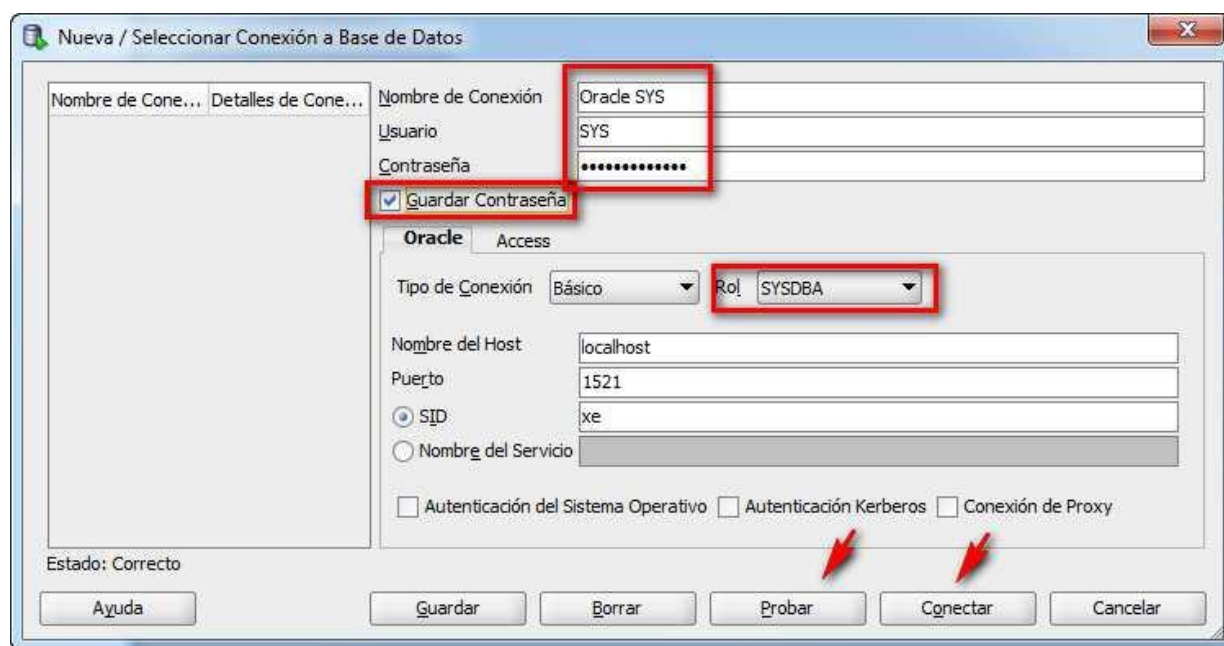 Nueva / Seleccionar Conexión a Base de Datos
Nombre de Cone... Detalles de Cone...
Nombre de Conexión Oracle SYS
Usuario SYS
Contraseña •••••••••••••
Guardar Contraseña
Oracle Access
Tipo de Conexión Básico Rol SYSDBA
Nombre del Host localhost
Puerto 1521
SID xe
Nombre del Servicio
Autenticación del Sistema Operativo Autenticación Kerberos Conexión de Proxy
Estado: Correcto
Ayuda Guardar Borrar Probar Conectar Cancelar